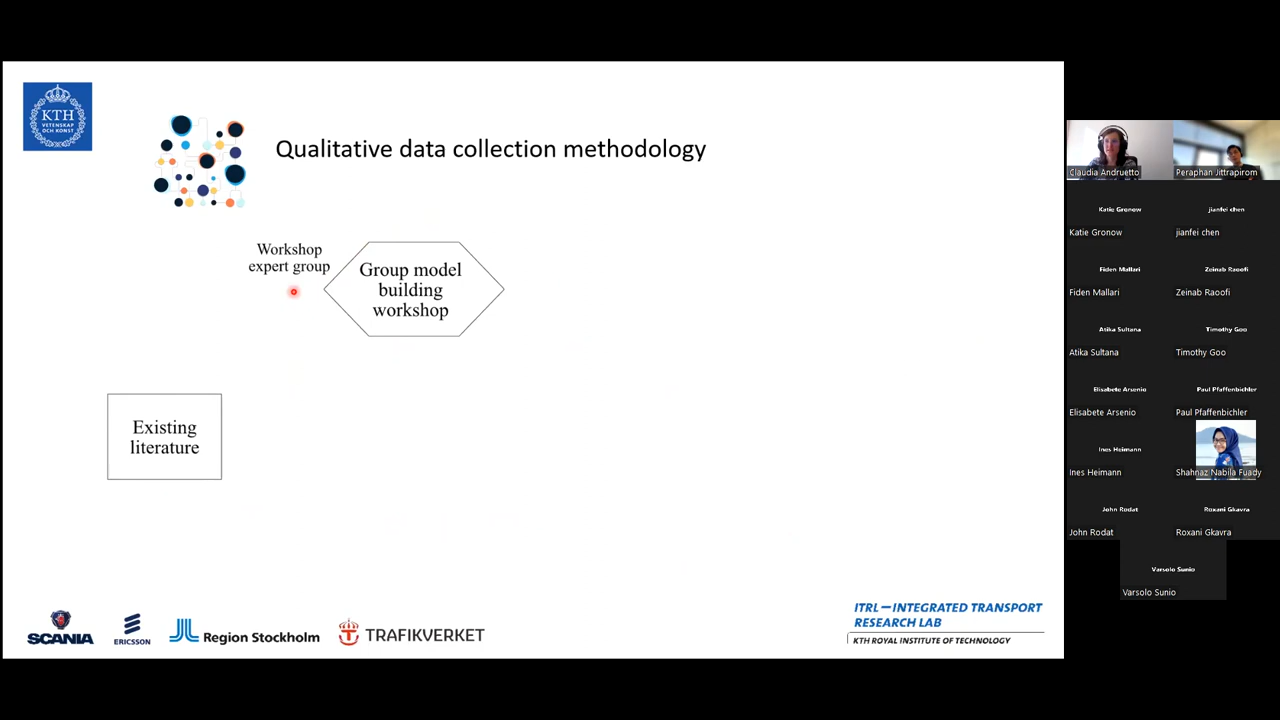 KTH
VETENSKAP
OCH KONST
Qualitative data collection methodology
Workshop
expert group
Group model
building
workshop
Existing
literature
SCANIA
ERICSSON
Region Stockholm
TRAFIKVERKET
ITRL – INTEGRATED TRANSPORT
RESEARCH LAB
KTH ROYAL INSTITUTE OF TECHNOLOGY
Claudia Andruetto
Peraphan Jittrapirom
Katie Gronow
jianfei chen
Katie Gronow
jianfei chen
Fiden Mallari
Zeinab Raoofi
Fiden Mallari
Zeinab Raoofi
Atika Sultana
Timothy Goo
Atika Sultana
Timothy Goo
Elisabete Arsenio
Paul Pfaffenbichler
Elisabete Arsenio
Paul Pfaffenbichler
Ines Heimann
Ines Heimann
Shahnaz Nabila Fuady
John Rodat
Roxani Gkavra
John Rodat
Roxani Gkavra
Varsolo Sunio
Varsolo Sunio